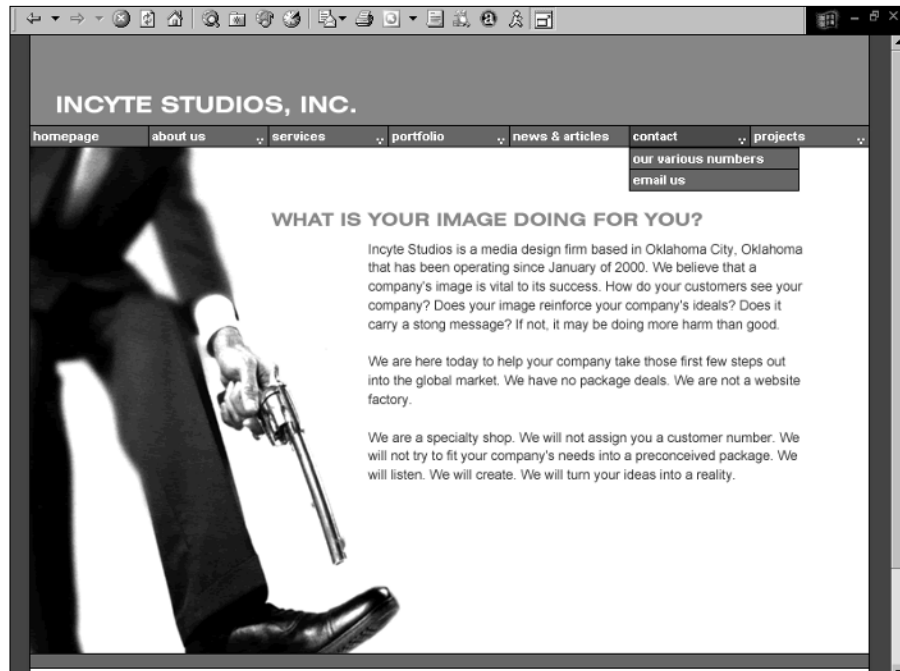 INCYTE STUDIOS, INC.
homepage about us services portfolio news & articles contact projects
our various numbers
email us
WHAT IS YOUR IMAGE DOING FOR YOU?
Incyte Studios is a media design firm based in Oklahoma City, Oklahoma
that has been operating since January of 2000. We believe that a
company's image is vital to its success. How do your customers see your
company? Does your image reinforce your company's ideals? Does it
carry a stong message? If not, it may be doing more harm than good.
We are here today to help your company take those first few steps out
into the global market. We have no package deals. We are not a website
factory.
We are a specialty shop. We will not assign you a customer number. We
will not try to fit your company's needs into a preconceived package. We
will listen. We will create. We will turn your ideas into a reality.